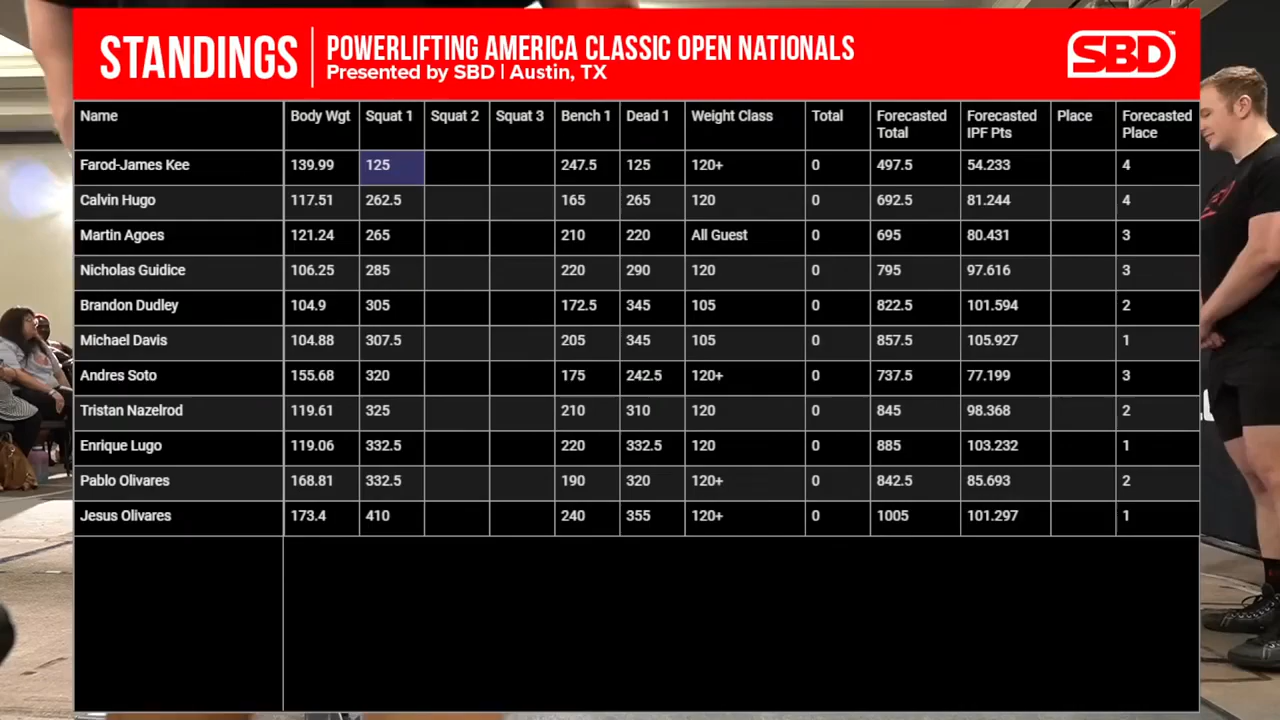 STANDINGS
POWERLIFTING AMERICA CLASSIC OPEN NATIONALS
Presented by SBD | Austin, TX
SBD™
Name Body Wgt Squat 1 Squat 2 Squat 3 Bench 1 Dead 1 Weight Class Total Forecasted Total Forecasted IPF Pts Place Forecasted Place
Farod-James Kee 139.99 125 247.5 125 120+ 0 497.5 54.233 4
Calvin Hugo 117.51 262.5 165 265 120 0 692.5 81.244 4
Martin Agoes 121.24 265 210 220 All Guest 0 695 80.431 3
Nicholas Guidice 106.25 285 220 290 120 0 795 97.616 3
Brandon Dudley 104.9 305 172.5 345 105 0 822.5 101.594 2
Michael Davis 104.88 307.5 205 345 105 0 857.5 105.927 1
Andres Soto 155.68 320 175 242.5 120+ 0 737.5 77.199 3
Tristan Nazelrod 119.61 325 210 310 120 0 845 98.368 2
Enrique Lugo 119.06 332.5 220 332.5 120 0 885 103.232 1
Pablo Olivares 168.81 332.5 190 320 120+ 0 842.5 85.693 2
Jesus Olivares 173.4 410 240 355 120+ 0 1005 101.297 1